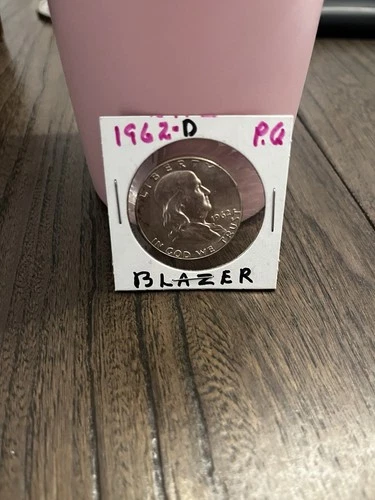 1962-D P.Q
LIBERTY
1962
IN GOD WE TRUST
BLAZER